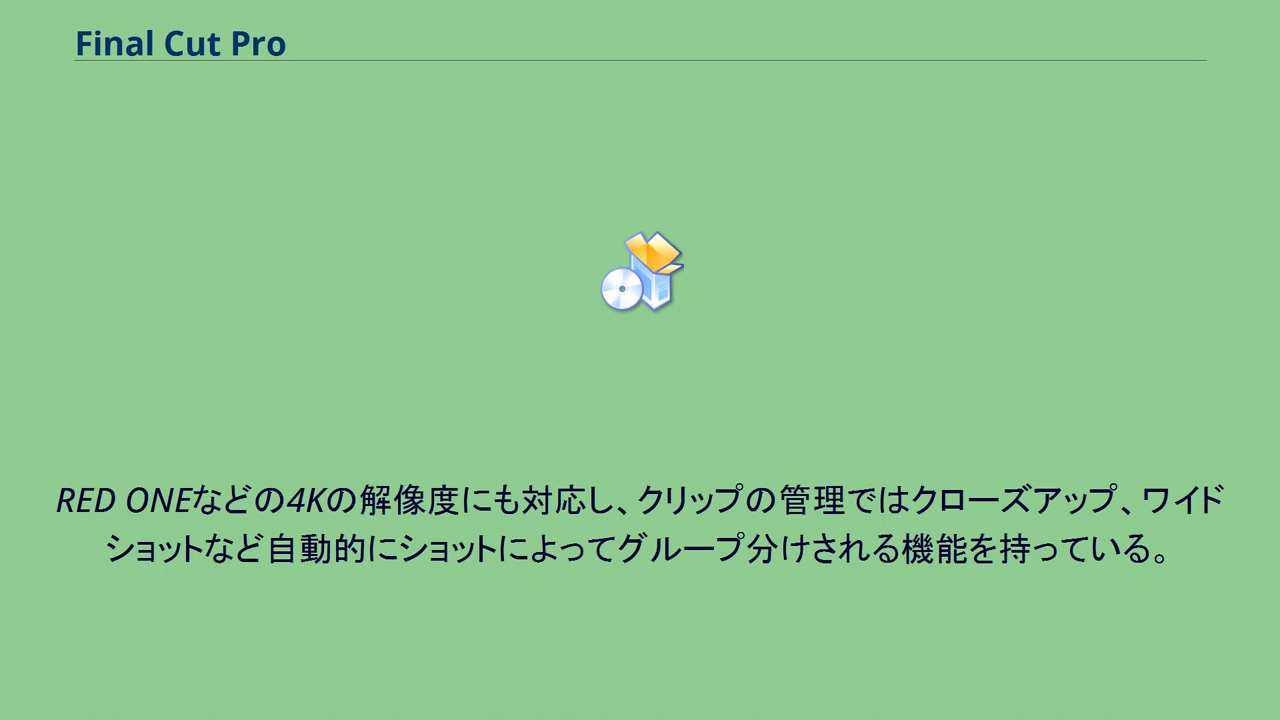 Final Cut Pro
RED ONEなどの4Kの解像度にも対応し、クリップの管理ではクローズアップ、ワイド
ショットなど自動的にショットによってグループ分けされる機能を持っている。